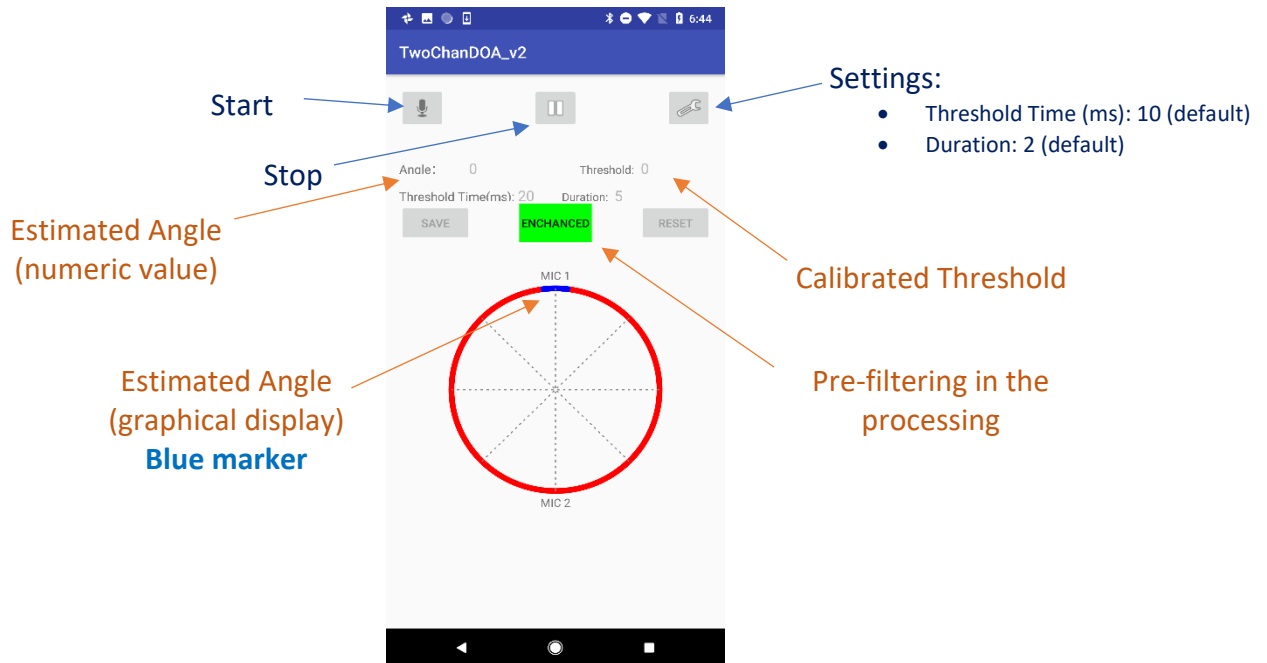 6:44
TwoChanDOA_v2
Start
Settings:
• Threshold Time (ms): 10 (default)
• Duration: 2 (default)
Stop
Angle: 0 Threshold: 0
Threshold Time(ms): 20 Duration: 5
SAVE ENCHANCED RESET
Estimated Angle
(numeric value)
Calibrated Threshold
MIC 1
Estimated Angle
(graphical display)
Blue marker
Pre-filtering in the
processing
MIC 2